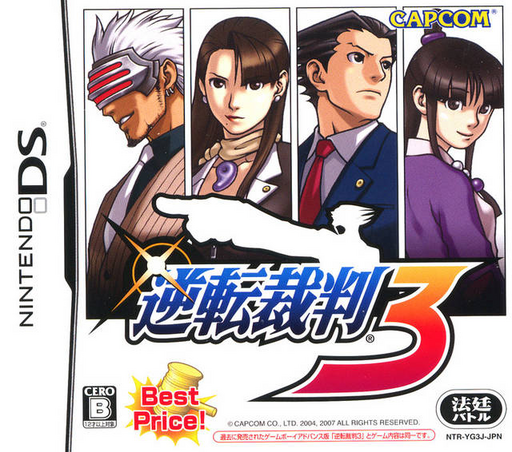 CAPCOM®
NINTENDO DS™
逆転裁判3®
CERO
B
12才以上対象
Best
Price!
© CAPCOM CO., LTD. 2004, 2007 ALL RIGHTS RESERVED.
過去に発売されたゲームボーイアドバンス版「逆転裁判3」とゲーム内容は同一です。
法廷
バトル
NTR-YG3J-JPN